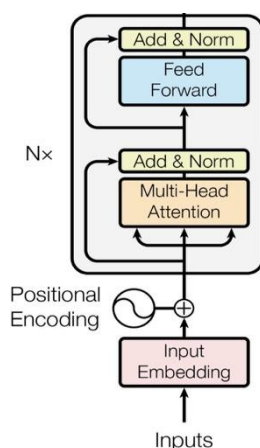 Add & Norm
Feed
Forward
N×
Add & Norm
Multi-Head
Attention
Positional
Encoding
Input
Embedding
Inputs